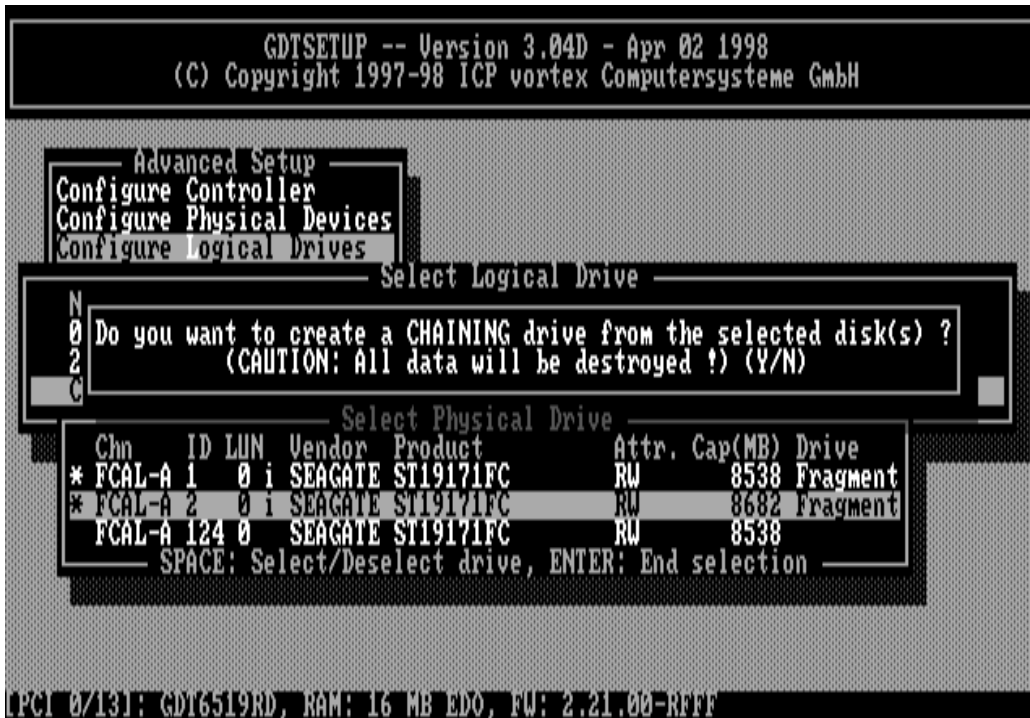 GDTSETUP -- Version 3.04D - Apr 02 1998
(C) Copyright 1997-98 ICP vortex Computersysteme GmbH
Advanced Setup
Configure Controller
Configure Physical Devices
Configure Logical Drives
Select Logical Drive
N
0
2
C
Do you want to create a CHAINING drive from the selected disk(s) ?
(CAUTION: All data will be destroyed !) (Y/N)
Select Physical Drive
Chn ID LUN Vendor Product Attr. Cap(MB) Drive
* FCAL-A 1 0 i SEAGATE ST19171FC RW 8538 Fragment
* FCAL-A 2 0 i SEAGATE ST19171FC RW 8682 Fragment
FCAL-A 124 0 SEAGATE ST19171FC RW 8538
SPACE: Select/Deselect drive, ENTER: End selection
[PCI 0/13]: GDT6519RD, RAM: 16 MB EDO, FW: 2.21.00-RFFF